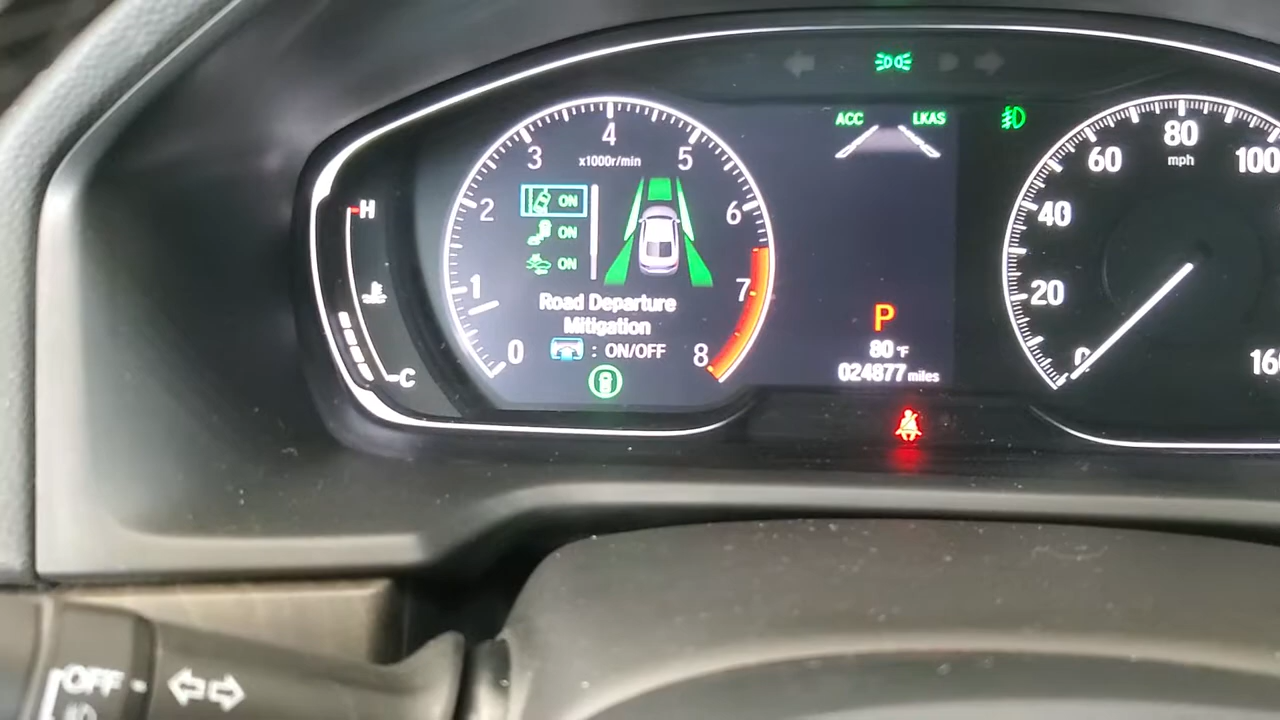 H
C
0
1
2
3
4
5
6
7
8
x1000r/min
ON
ON
ON
Road Departure
Mitigation
: ON/OFF
ACC
LKAS
P
80°F
024877 miles
0
20
40
60
80
100
mph
OFF